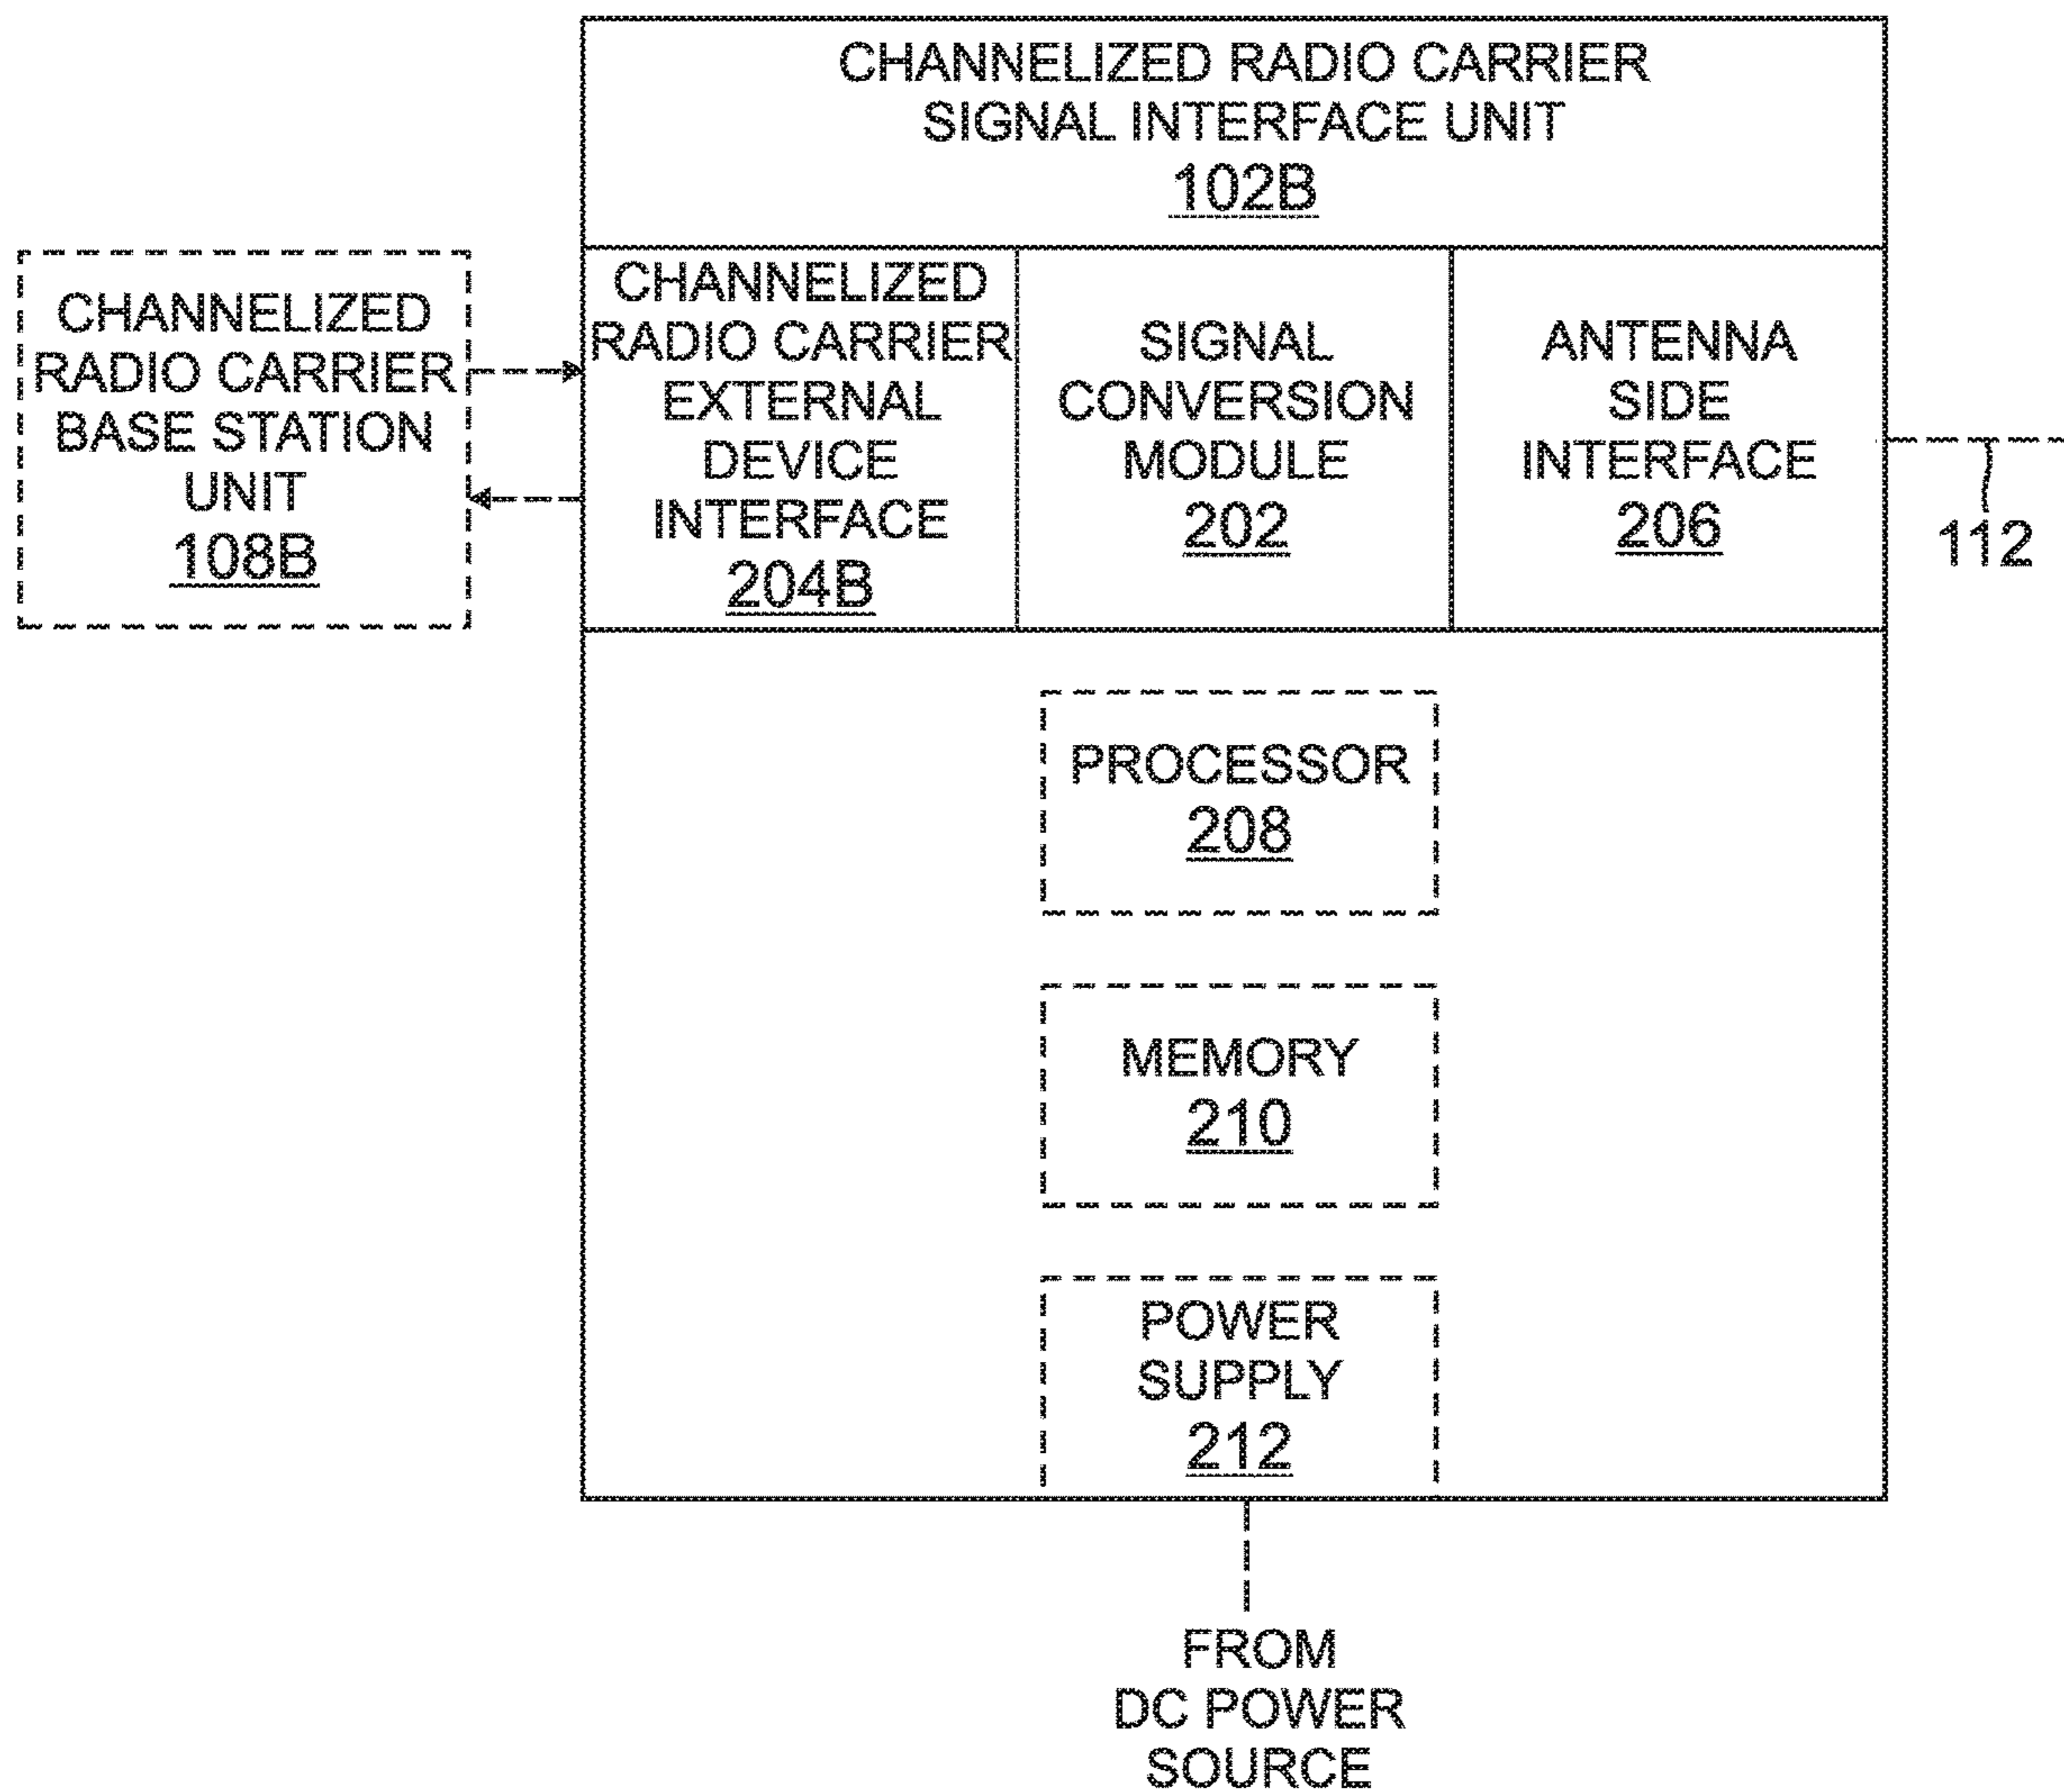 CHANNELIZED RADIO CARRIER
SIGNAL INTERFACE UNIT
102B
CHANNELIZED
RADIO CARRIER
BASE STATION
UNIT
108B
CHANNELIZED
RADIO CARRIER
EXTERNAL
DEVICE
INTERFACE
204B
SIGNAL
CONVERSION
MODULE
202
ANTENNA
SIDE
INTERFACE
206
112
PROCESSOR
208
MEMORY
210
POWER
SUPPLY
212
FROM
DC POWER
SOURCE